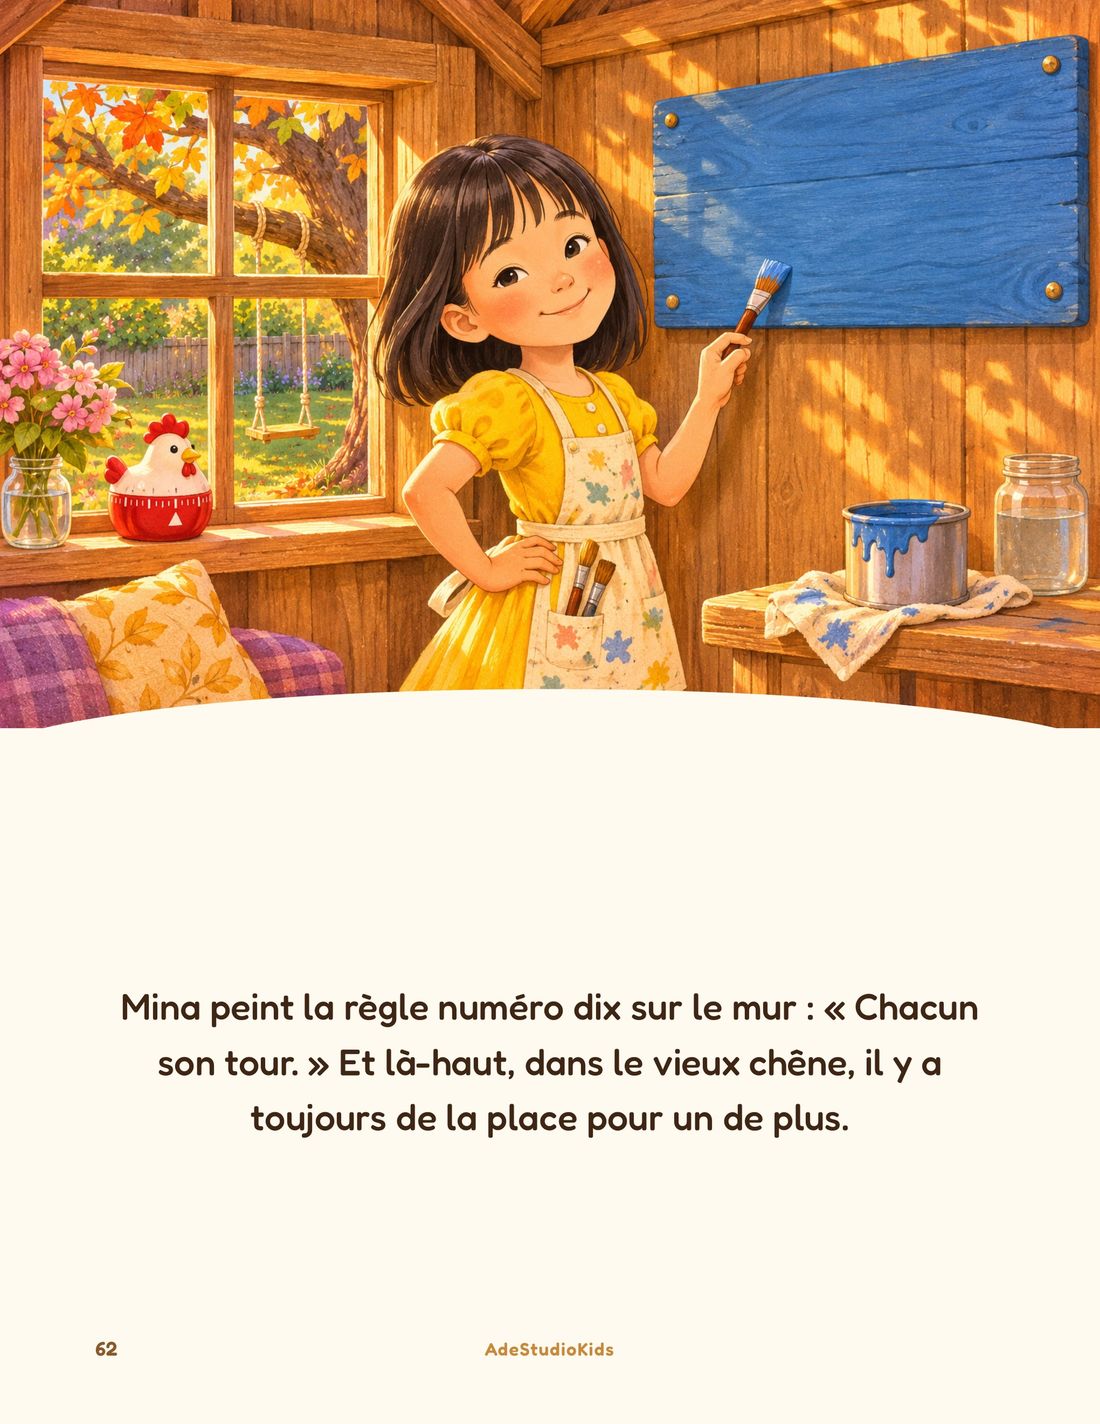 Mina peint la règle numéro dix sur le mur : « Chacun
son tour. » Et là-haut, dans le vieux chêne, il y a
toujours de la place pour un de plus.
62
AdeStudioKids